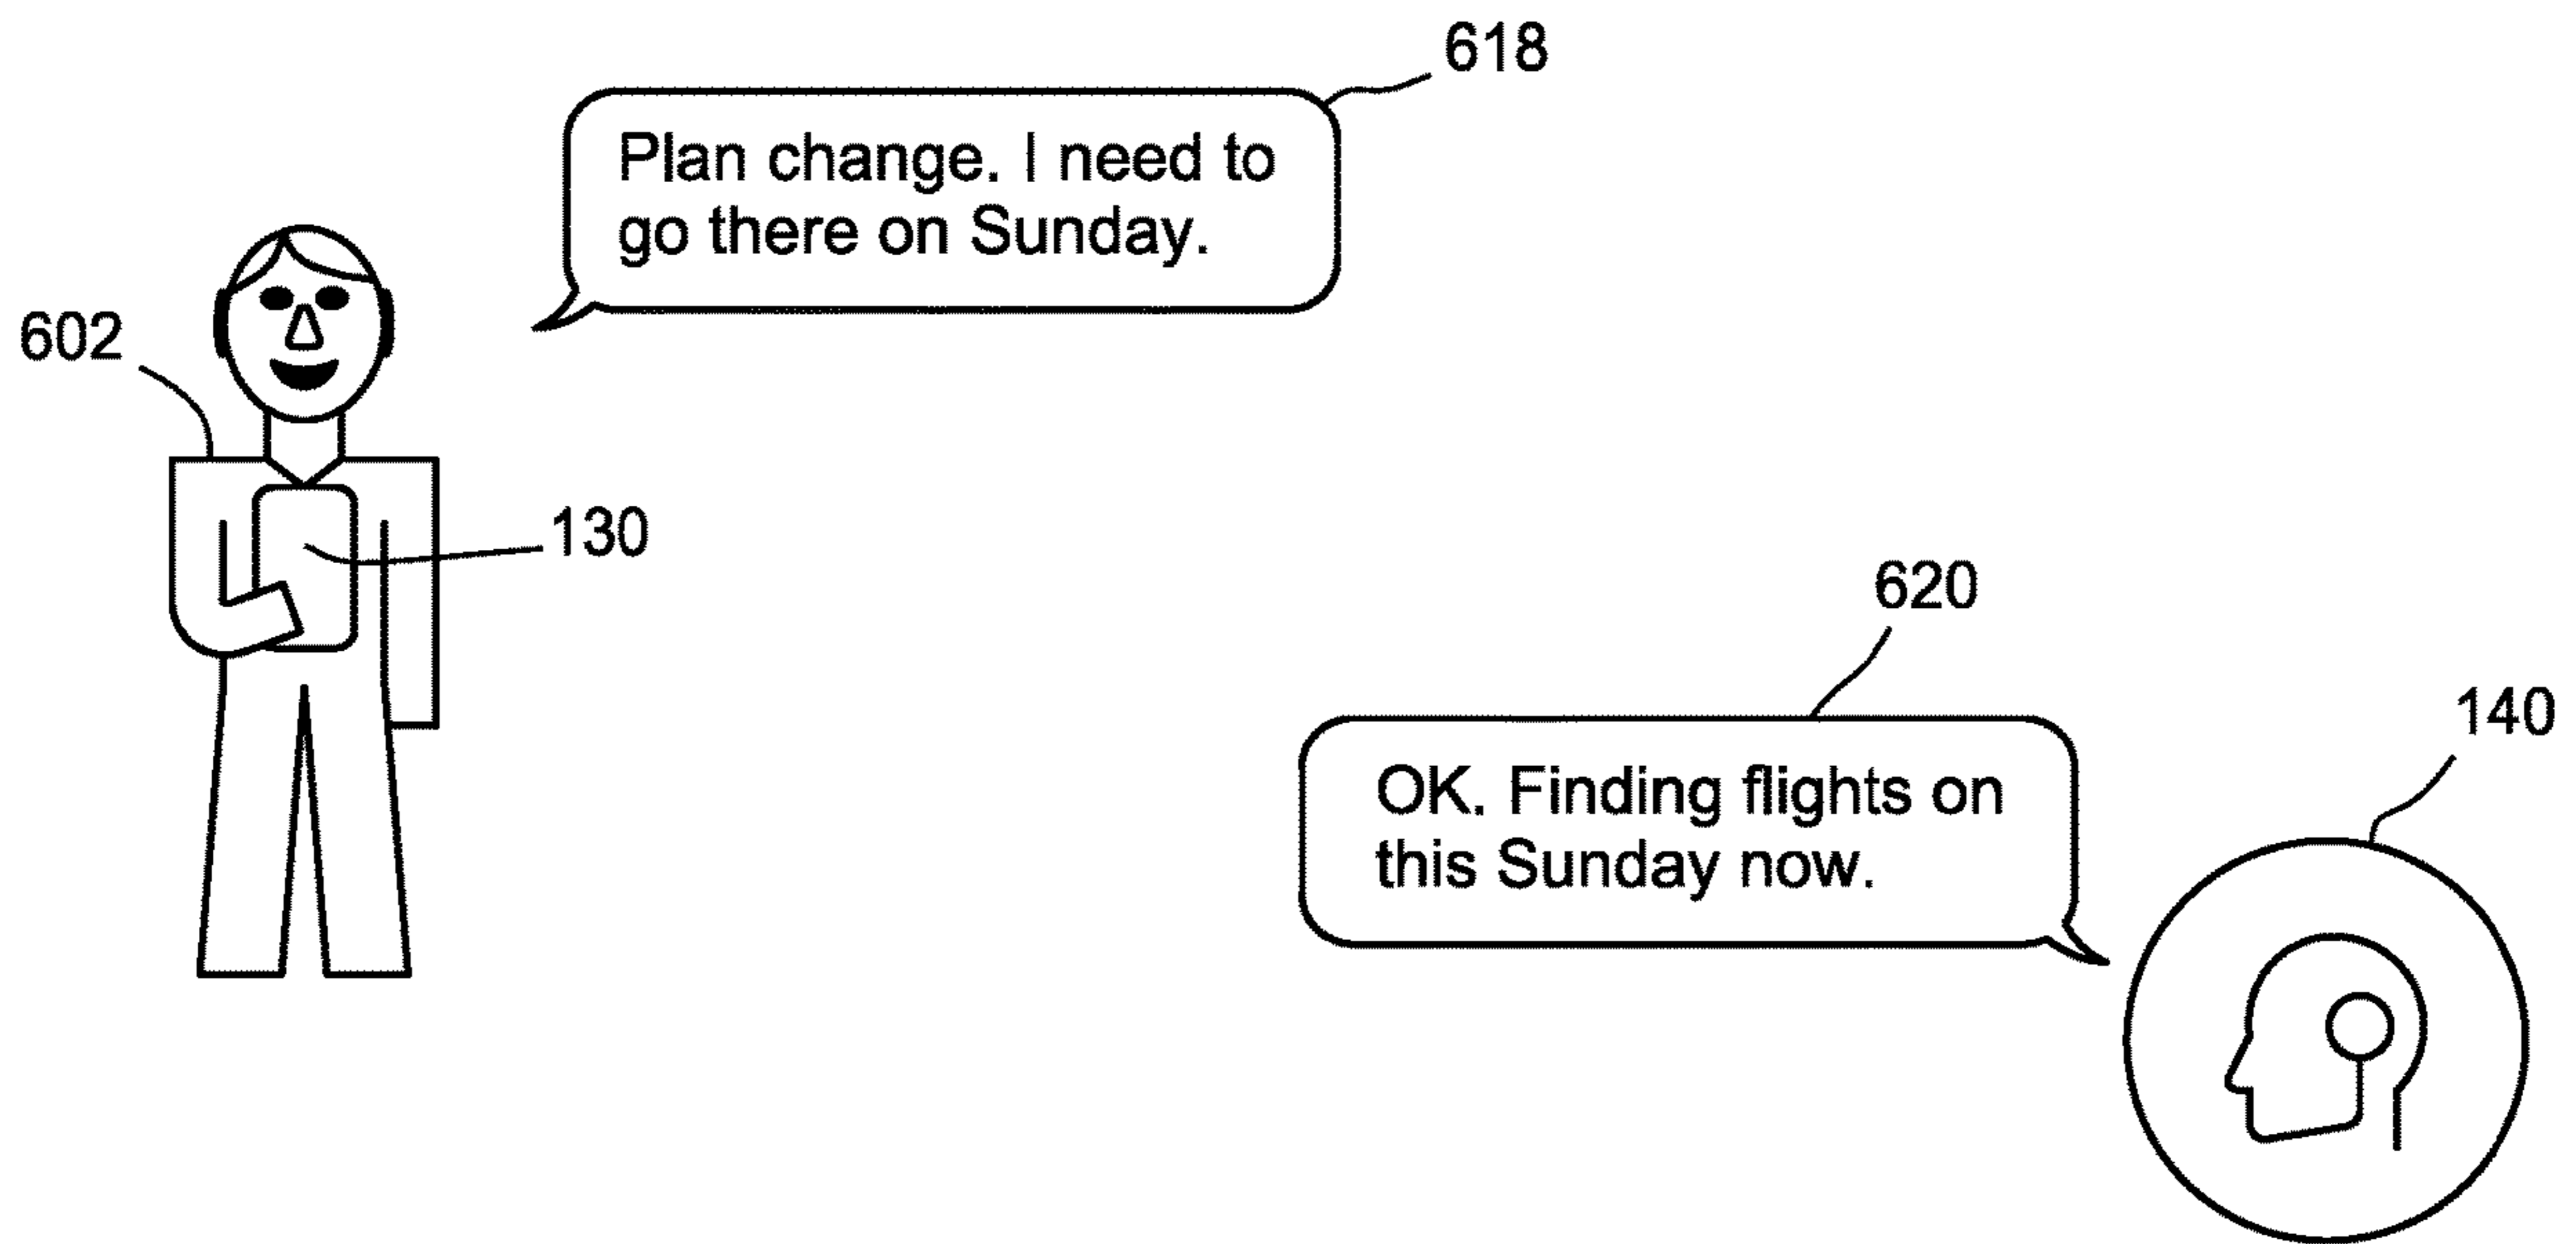 618
Plan change. I need to
go there on Sunday.
602
130
620
140
OK. Finding flights on
this Sunday now.